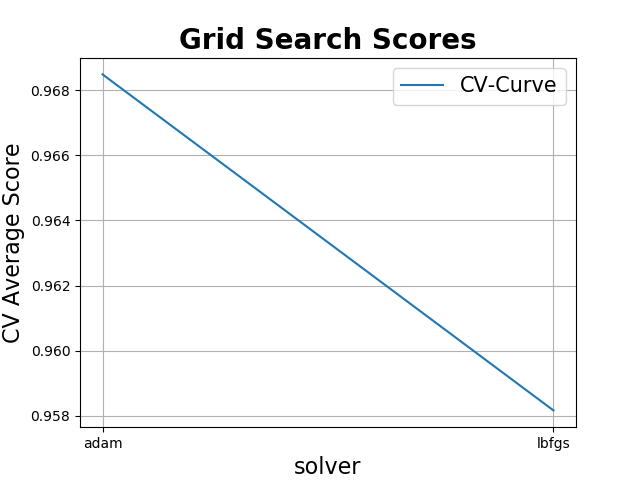 Grid Search Scores
CV-Curve
CV Average Score
0.968
0.966
0.964
0.962
0.960
0.958
adam
lbfgs
solver